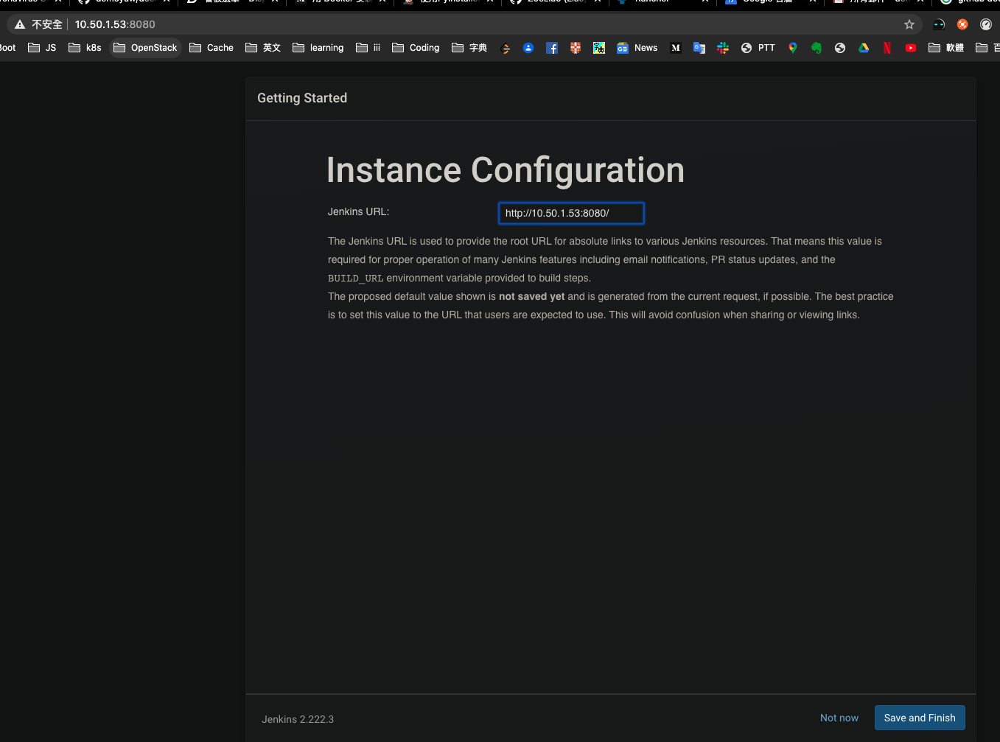 不安全 10.50.1.53:8080
JS k8s OpenStack Cache 英文 learning iii Coding 字典 News PTT 軟體
Getting Started
Instance Configuration
Jenkins URL: http://10.50.1.53:8080/
The Jenkins URL is used to provide the root URL for absolute links to various Jenkins resources. That means this value is
required for proper operation of many Jenkins features including email notifications, PR status updates, and the
BUILD_URL environment variable provided to build steps.
The proposed default value shown is not saved yet and is generated from the current request, if possible. The best practice
is to set this value to the URL that users are expected to use. This will avoid confusion when sharing or viewing links.
Jenkins 2.222.3
Not now Save and Finish